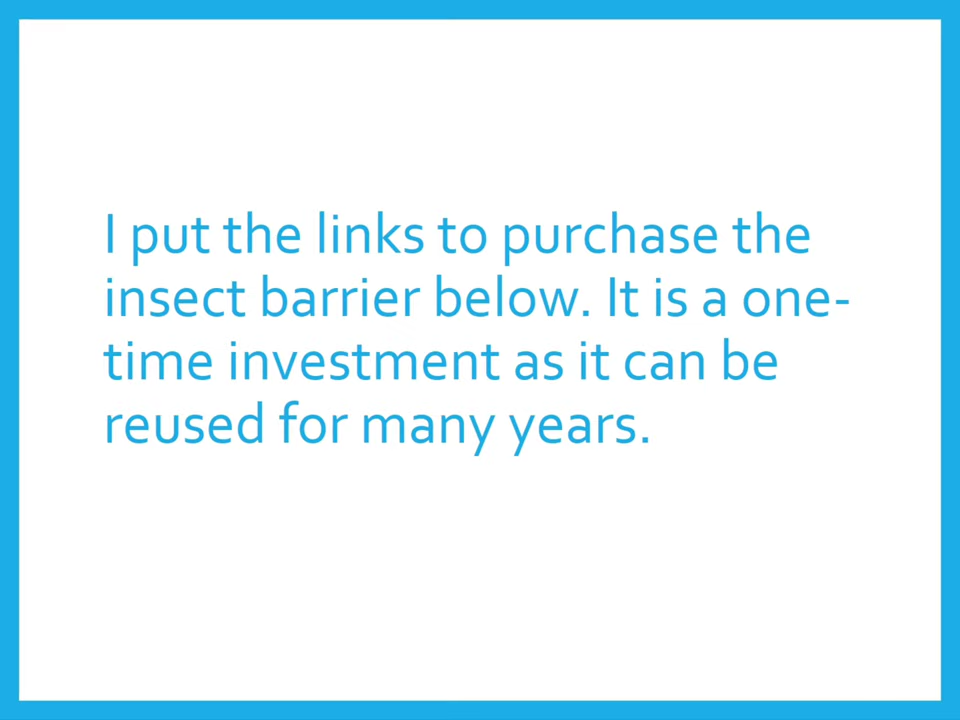 I put the links to purchase the
insect barrier below. It is a one-
time investment as it can be
reused for many years.